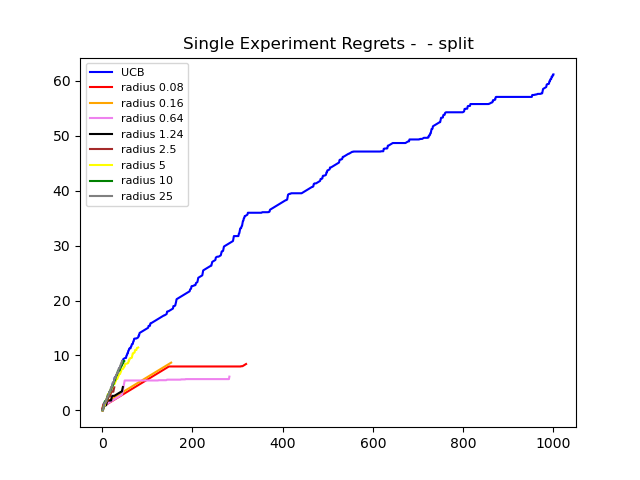 Single Experiment Regrets -  - split
UCB
radius 0.08
radius 0.16
radius 0.64
radius 1.24
radius 2.5
radius 5
radius 10
radius 25
60
50
40
30
20
10
0
0 200 400 600 800 1000